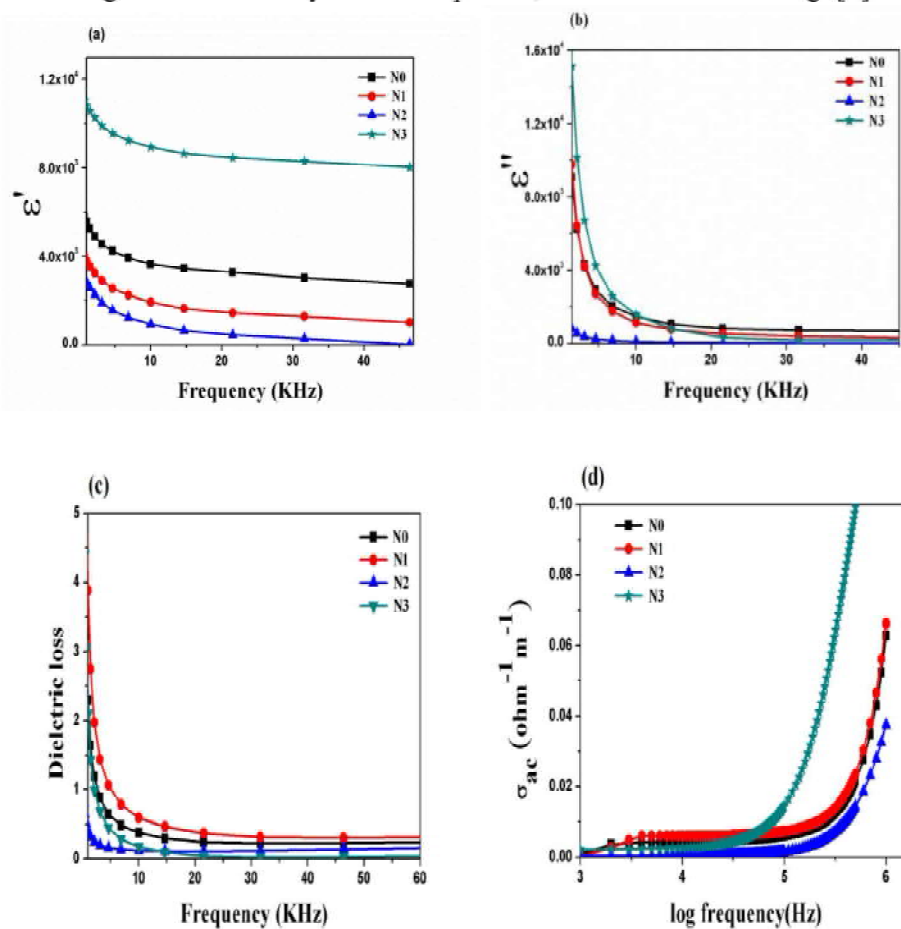 (a)
1.2x10⁴
8.0x10³
4.0x10³
0.0
ε'
N0
N1
N2
N3
10 20 30 40
Frequency (KHz)
(b)
1.6x10⁴
1.2x10⁴
8.0x10³
4.0x10³
0.0
ε''
N0
N1
N2
N3
10 20 30 40
Frequency (KHz)
(c)
5
4
3
2
1
0
Dielctric loss
N0
N1
N2
N3
10 20 30 40 50 60
Frequency (KHz)
(d)
0.10
0.08
0.06
0.04
0.02
0.00
σac (ohm⁻¹m⁻¹)
N0
N1
N2
N3
3 4 5 6
log frequency(Hz)